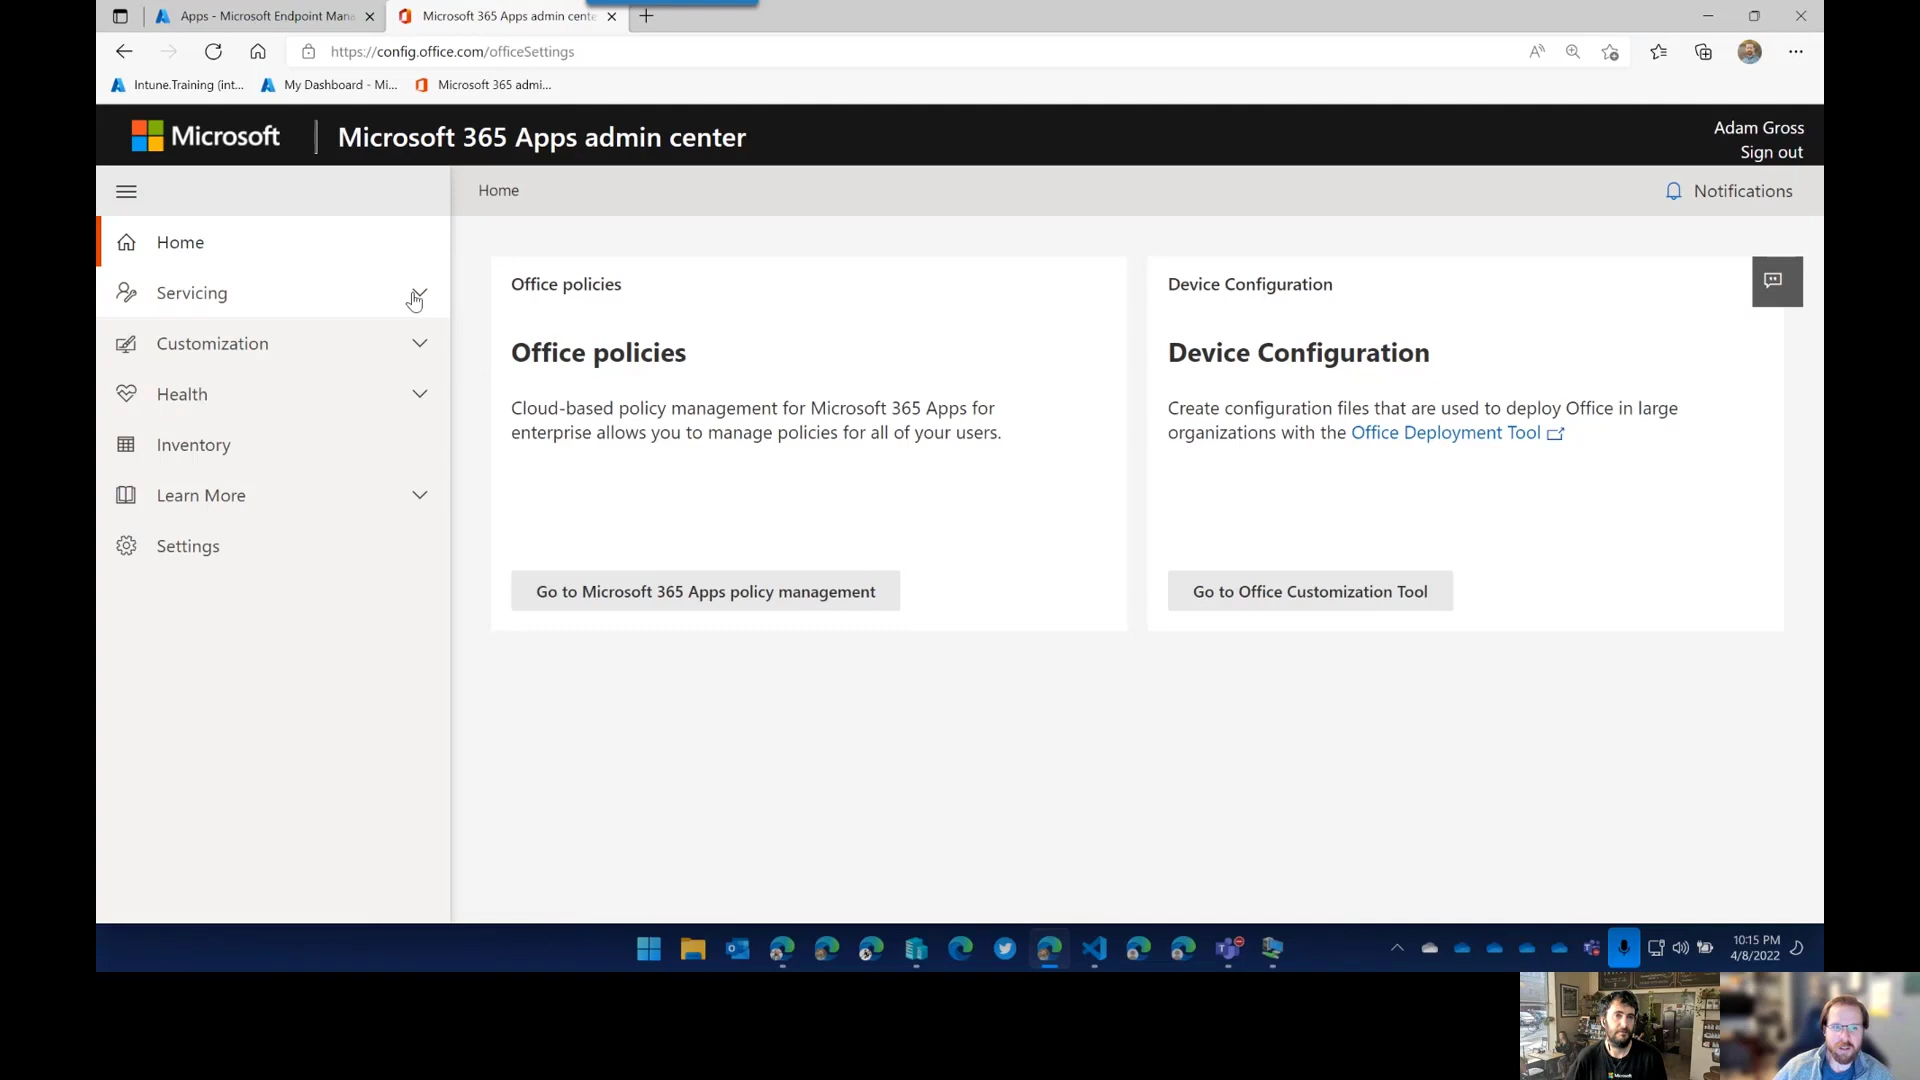 Apps - Microsoft Endpoint Mana
Microsoft 365 Apps admin cente
https://config.office.com/officeSettings
Intune.Training (int...
My Dashboard - Mi...
Microsoft 365 admi...
Microsoft
Microsoft 365 Apps admin center
Adam Gross
Sign out
Home
Notifications
Home
Servicing
Customization
Health
Inventory
Learn More
Settings
Office policies
Office policies
Cloud-based policy management for Microsoft 365 Apps for
enterprise allows you to manage policies for all of your users.
Go to Microsoft 365 Apps policy management
Device Configuration
Device Configuration
Create configuration files that are used to deploy Office in large
organizations with the Office Deployment Tool
Go to Office Customization Tool
10:15 PM
4/8/2022
Microsoft